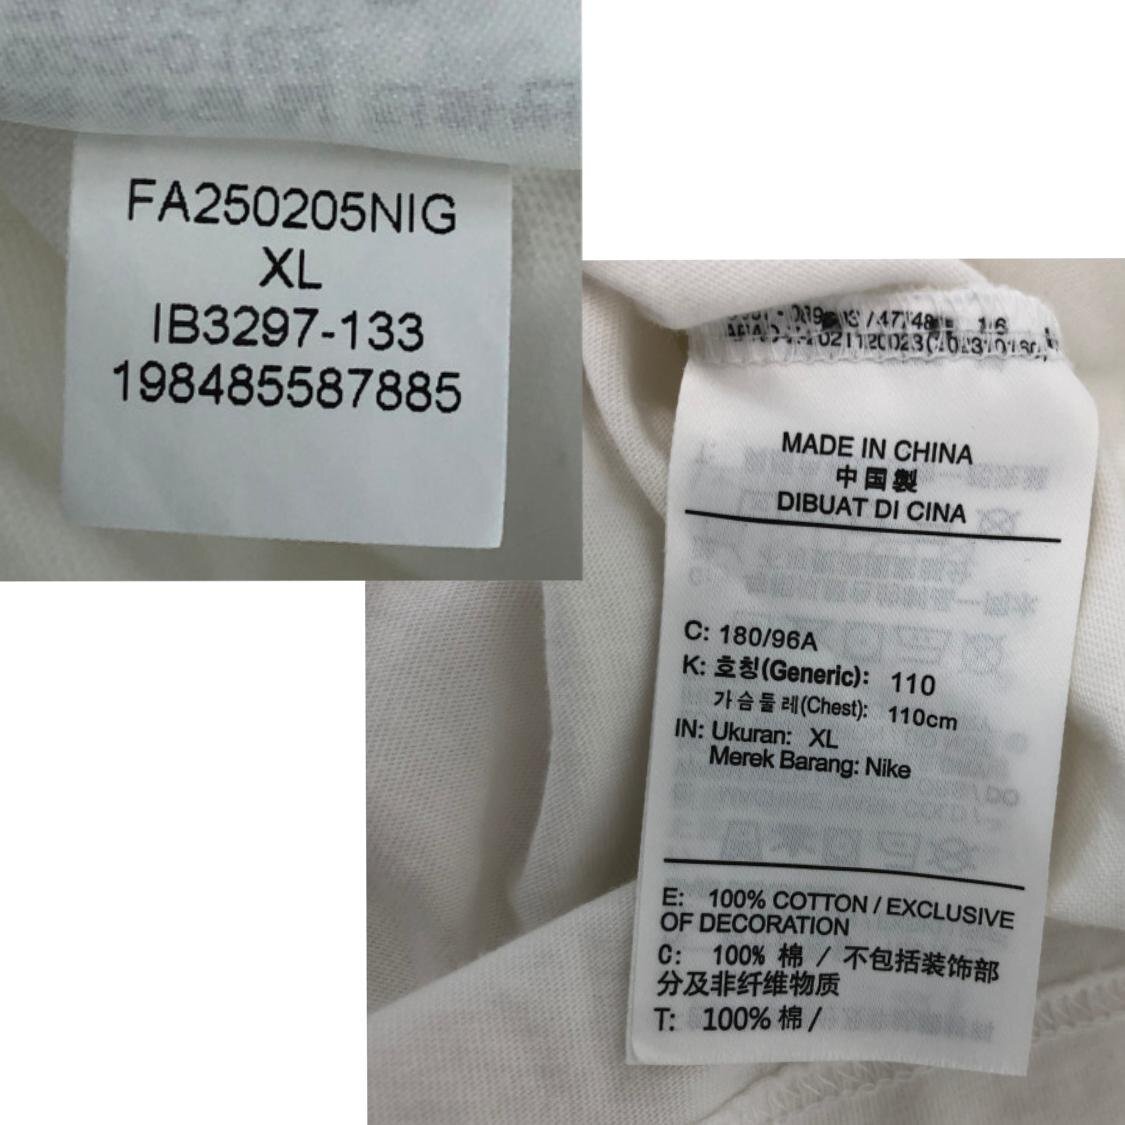 FA250205NIG
XL
IB3297-133
198485587885
MADE IN CHINA
中国製
DIBUAT DI CINA
C: 180/96A
K: 호칭(Generic): 110
가슴둘레(Chest): 110cm
IN: Ukuran: XL
Merek Barang: Nike
E: 100% COTTON / EXCLUSIVE
OF DECORATION
C: 100% 棉 / 不包括装饰部
分及非纤维物质
T: 100% 棉 /